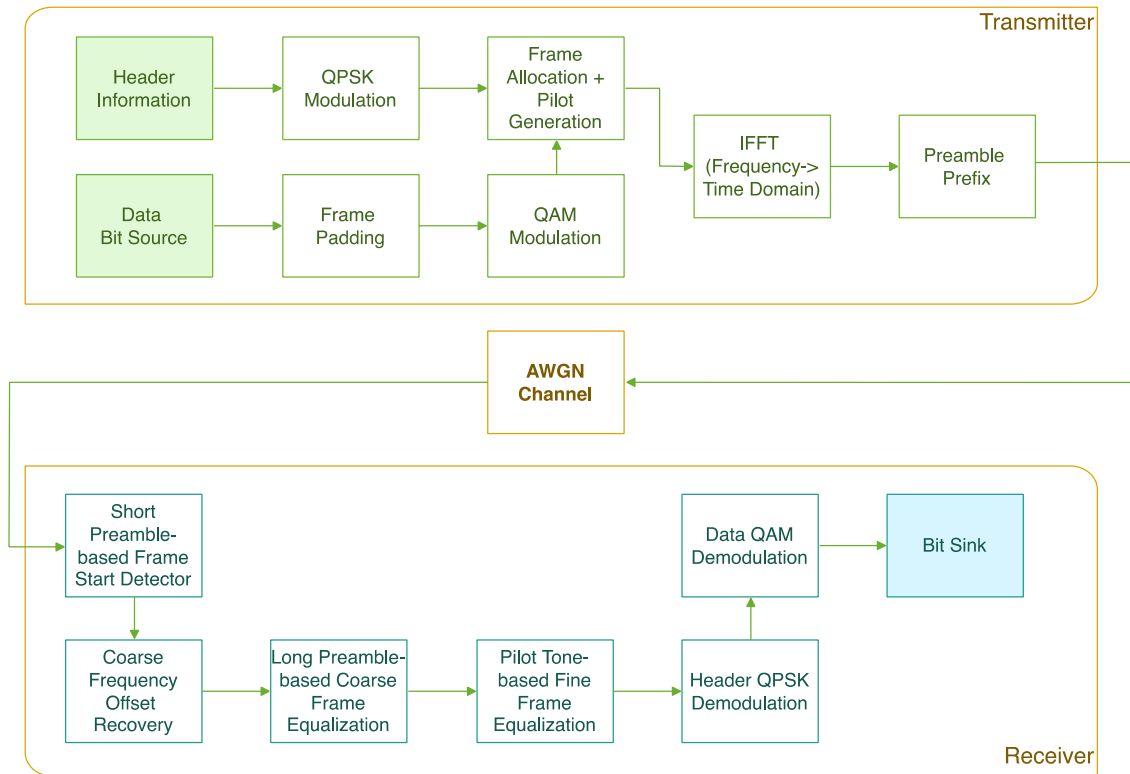 Transmitter
Header
Information
QPSK
Modulation
Frame
Allocation +
Pilot
Generation
IFFT
(Frequency->
Time Domain)
Preamble
Prefix
Data
Bit Source
Frame
Padding
QAM
Modulation
AWGN
Channel
Short
Preamble-
based Frame
Start Detector
Data QAM
Demodulation
Bit Sink
Coarse
Frequency
Offset
Recovery
Long Preamble-
based Coarse
Frame
Equalization
Pilot Tone-
based Fine
Frame
Equalization
Header QPSK
Demodulation
Receiver